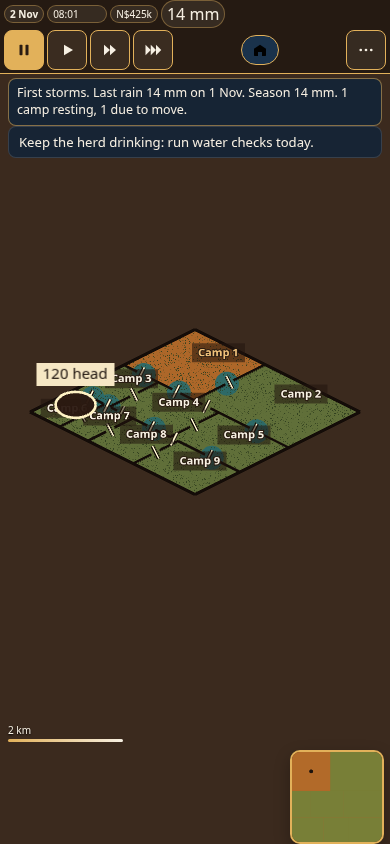 2 Nov 08:01 N$425k 14 mm
First storms. Last rain 14 mm on 1 Nov. Season 14 mm. 1
camp resting, 1 due to move.
Keep the herd drinking: run water checks today.
Camp 1
120 head
Camp 3
Camp 2
Camp 4
Camp 7
Camp 8
Camp 5
Camp 9
2 km